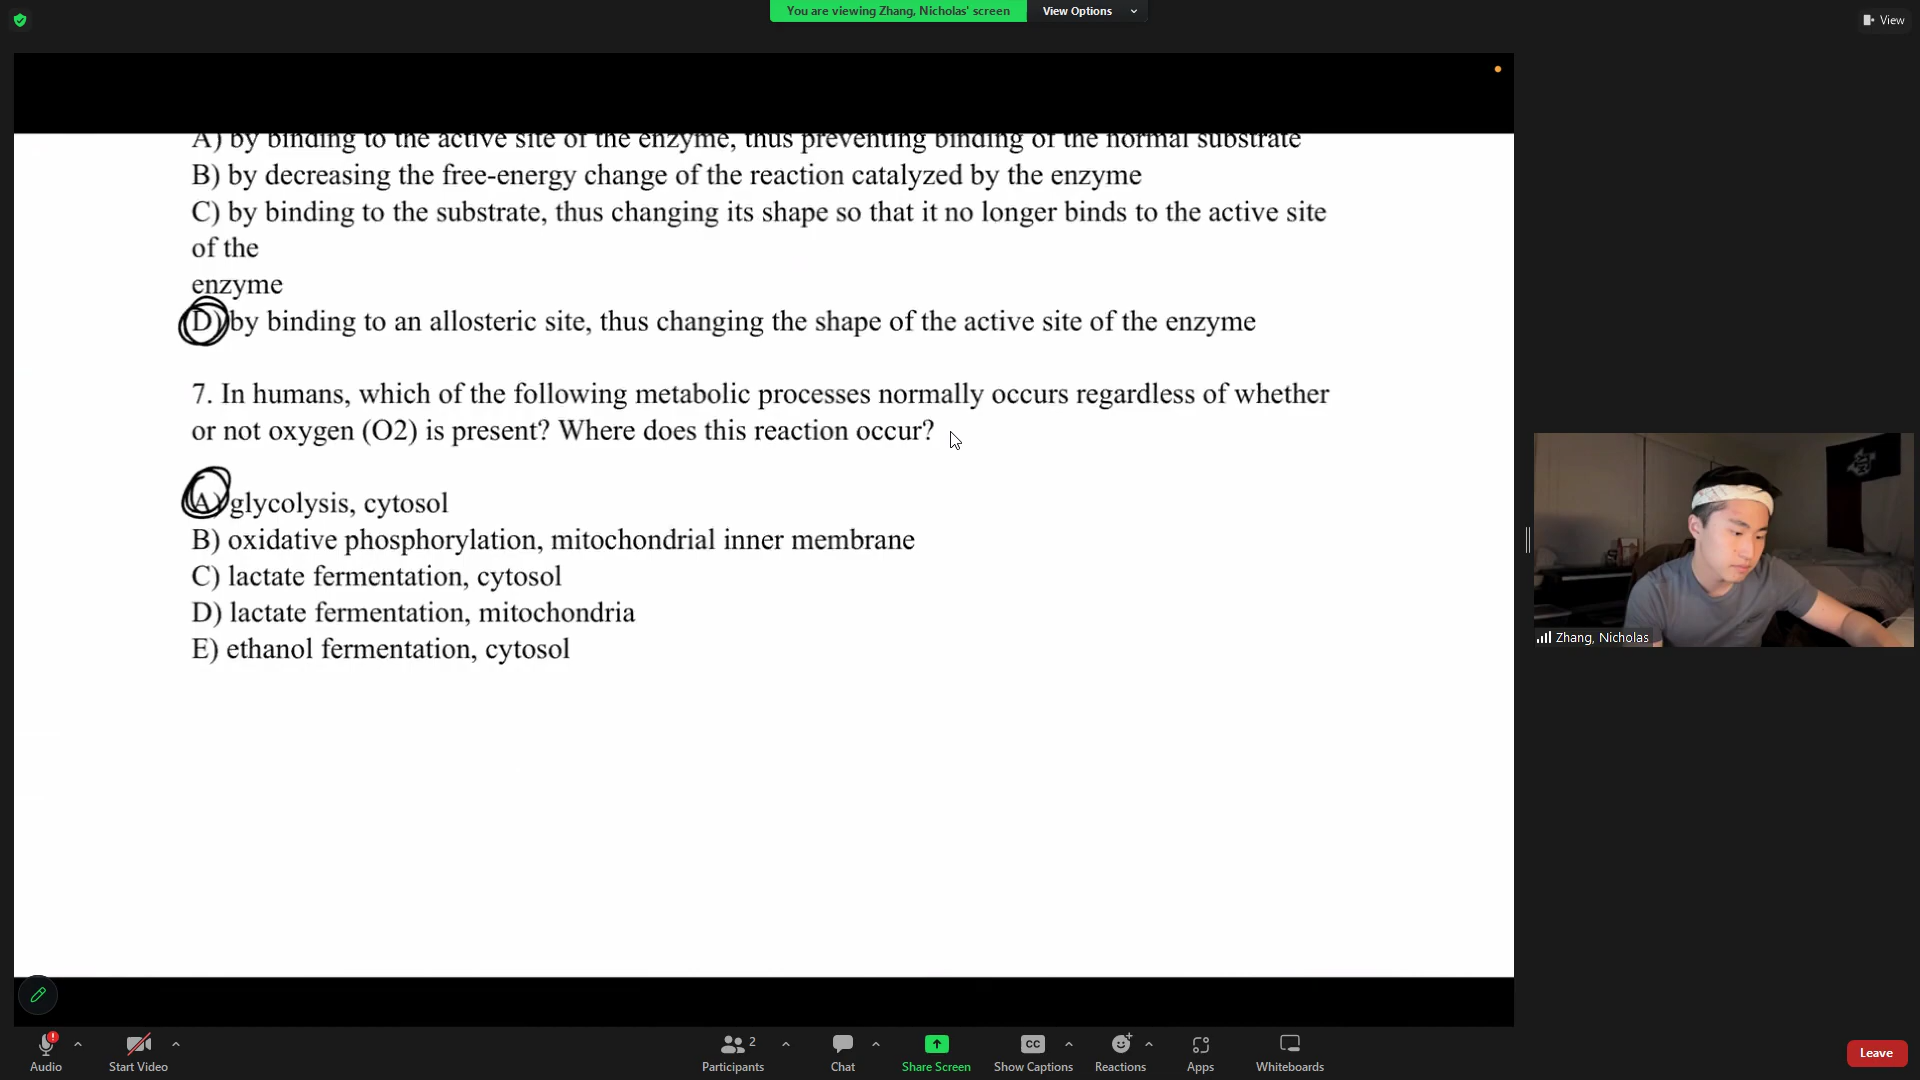 You are viewing Zhang, Nicholas' screen
View Options
View
A) by binding to the active site of the enzyme, thus preventing binding of the normal substrate
B) by decreasing the free-energy change of the reaction catalyzed by the enzyme
C) by binding to the substrate, thus changing its shape so that it no longer binds to the active site
of the
enzyme
D) by binding to an allosteric site, thus changing the shape of the active site of the enzyme
7. In humans, which of the following metabolic processes normally occurs regardless of whether
or not oxygen (O2) is present? Where does this reaction occur?
A) glycolysis, cytosol
B) oxidative phosphorylation, mitochondrial inner membrane
C) lactate fermentation, cytosol
D) lactate fermentation, mitochondria
E) ethanol fermentation, cytosol
Zhang, Nicholas
Audio
Start Video
Participants 2
Chat
Share Screen
CC
Show Captions
Reactions
Apps
Whiteboards
Leave